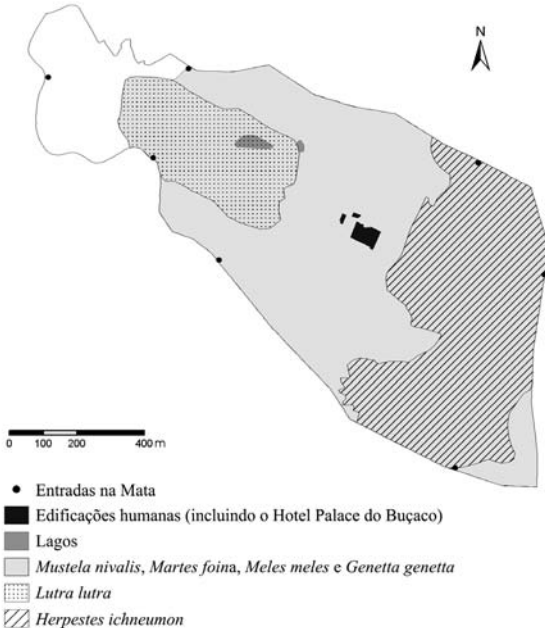 N
0 100 200 400 m
Entradas na Mata
Edificações humanas (incluindo o Hotel Palace do Buçaco)
Lagos
Mustela nivalis, Martes foina, Meles meles e Genetta genetta
Lutra lutra
Herpestes ichneumon